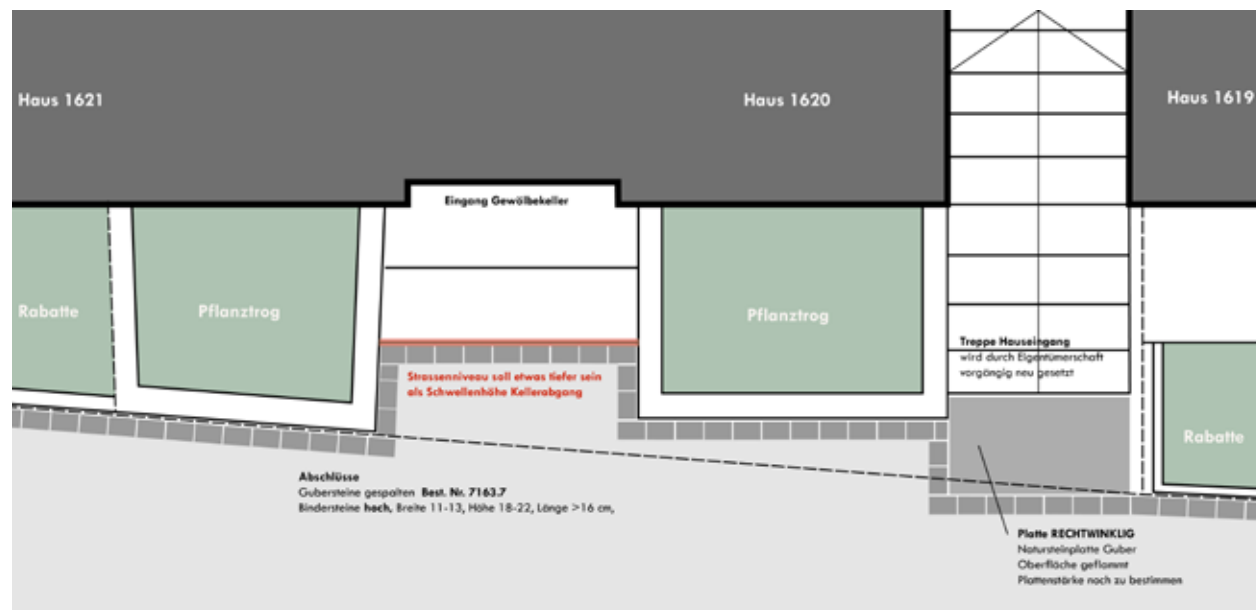 Haus 1621
Haus 1620
Haus 1619
Eingang Gewölbekeller
Rabatte
Pflanztrog
Pflanztrog
Treppe Hauseingang
wird durch Eigentümerschaft
vorgängig neu gesetzt
Strassenniveau soll etwas tiefer sein
als Schwellenhöhe Kellerabgang
Rabatte
Abschlüsse
Gubersteine gespalten Best. Nr. 7163.7
Bindersteine hoch, Breite 11-13, Höhe 18-22, Länge >16 cm,
Platte RECHTWINKLIG
Natursteinplatte Guber
Oberfläche geflammt
Plattenstärke noch zu bestimmen